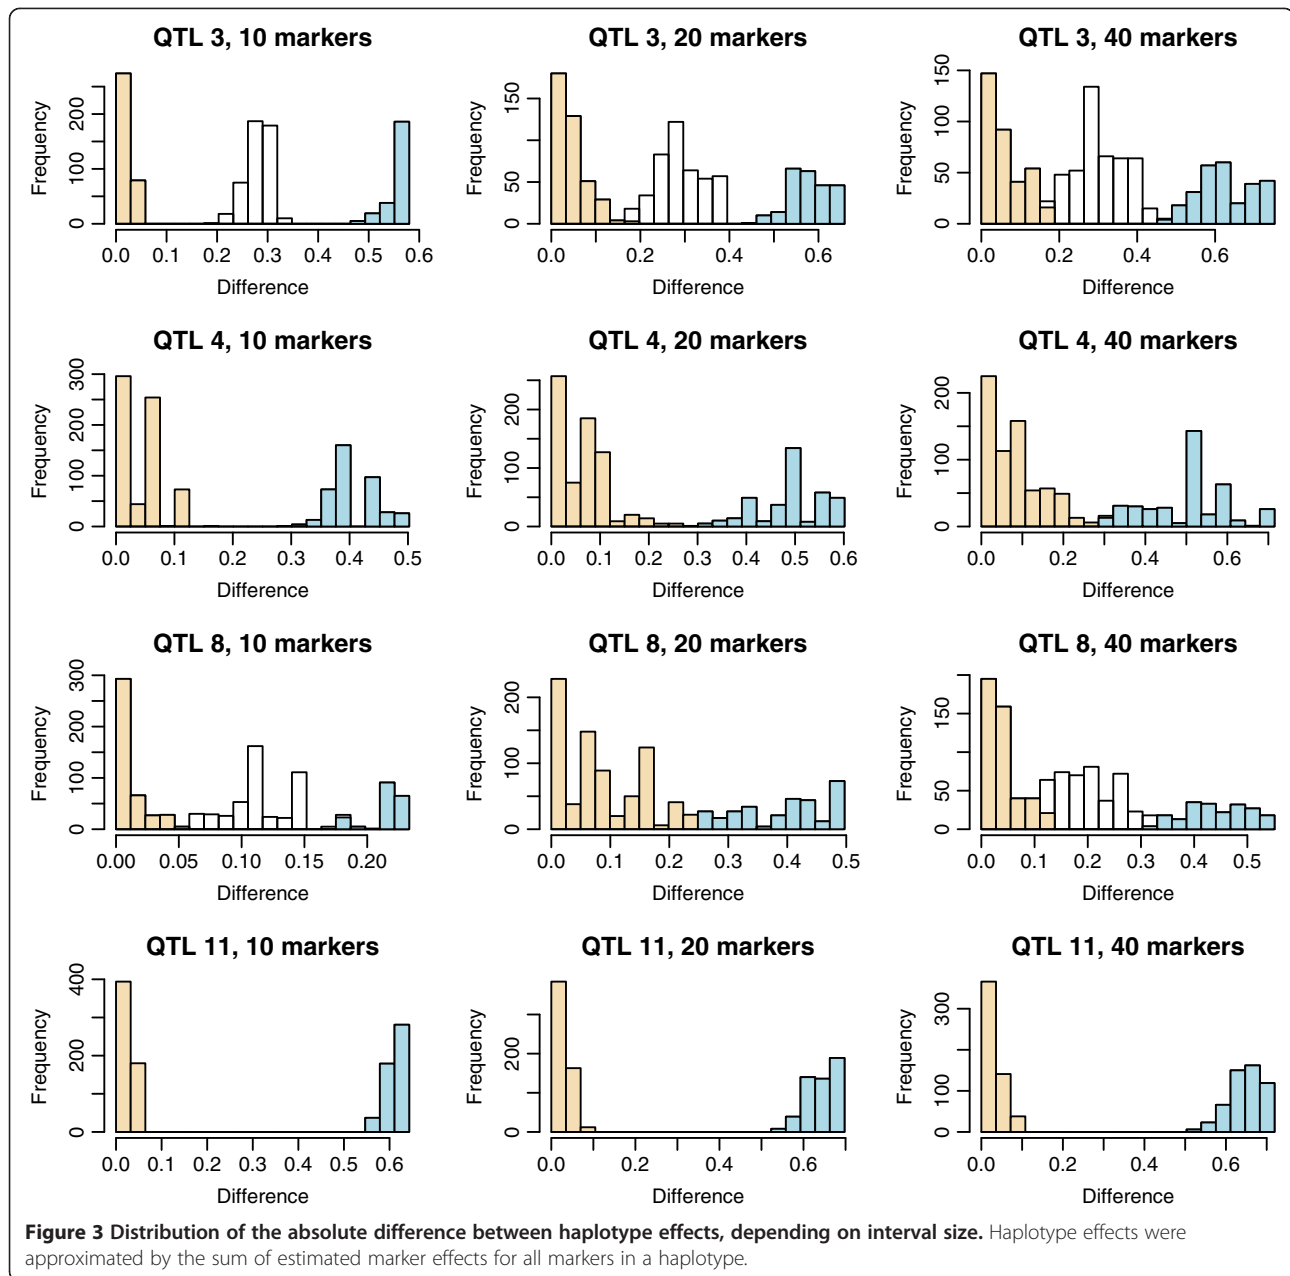 QTL 3, 10 markers
Frequency
0 100 200
0.0 0.1 0.2 0.3 0.4 0.5 0.6
Difference
QTL 3, 20 markers
Frequency
0 50 150
0.0 0.2 0.4 0.6
Difference
QTL 3, 40 markers
Frequency
0 50 100 150
0.0 0.2 0.4 0.6
Difference
QTL 4, 10 markers
Frequency
0 100 200 300
0.0 0.1 0.2 0.3 0.4 0.5
Difference
QTL 4, 20 markers
Frequency
0 100 200
0.0 0.1 0.2 0.3 0.4 0.5 0.6
Difference
QTL 4, 40 markers
Frequency
0 100 200
0.0 0.2 0.4 0.6
Difference
QTL 8, 10 markers
Frequency
0 100 200 300
0.00 0.05 0.10 0.15 0.20
Difference
QTL 8, 20 markers
Frequency
0 100 200
0.0 0.1 0.2 0.3 0.4 0.5
Difference
QTL 8, 40 markers
Frequency
0 50 150
0.0 0.1 0.2 0.3 0.4 0.5
Difference
QTL 11, 10 markers
Frequency
0 200 400
0.0 0.1 0.2 0.3 0.4 0.5 0.6
Difference
QTL 11, 20 markers
Frequency
0 200
0.0 0.2 0.4 0.6
Difference
QTL 11, 40 markers
Frequency
0 100 300
0.0 0.2 0.4 0.6
Difference
Figure 3 Distribution of the absolute difference between haplotype effects, depending on interval size. Haplotype effects were
approximated by the sum of estimated marker effects for all markers in a haplotype.